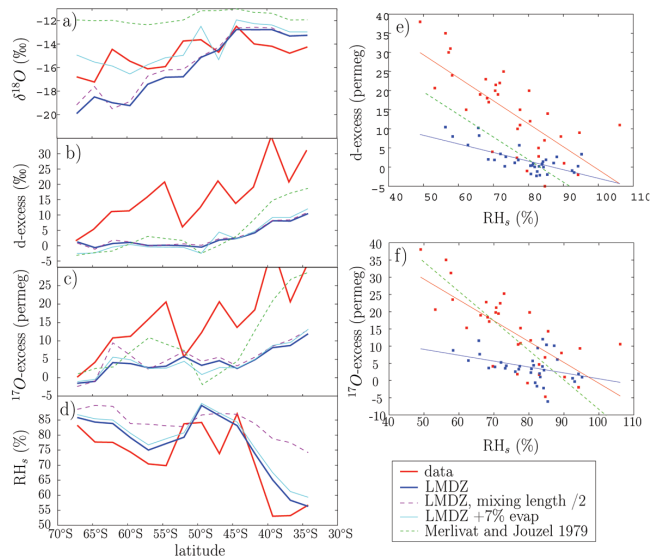 a)
δ18O (‰)
−12
−14
−16
−18
−20
b)
d-excess (‰)
30
25
20
15
10
5
0
-5
c)
17O-excess (permeg)
25
20
15
10
5
0
-5
d)
RHs (%)
85
80
75
70
65
60
55
50
70°S 65°S 60°S 55°S 50°S 45°S 40°S 35°S 30°S
latitude
e)
d-excess (permeg)
40
35
30
25
20
15
10
5
0
-5
40 50 60 70 80 90 100 110
RHs (%)
f)
17O-excess (permeg)
40
35
30
25
20
15
10
5
0
-10
40 50 60 70 80 90 100 110
RHs (%)
data
LMDZ
LMDZ, mixing length /2
LMDZ +7% evap
Merlivat and Jouzel 1979